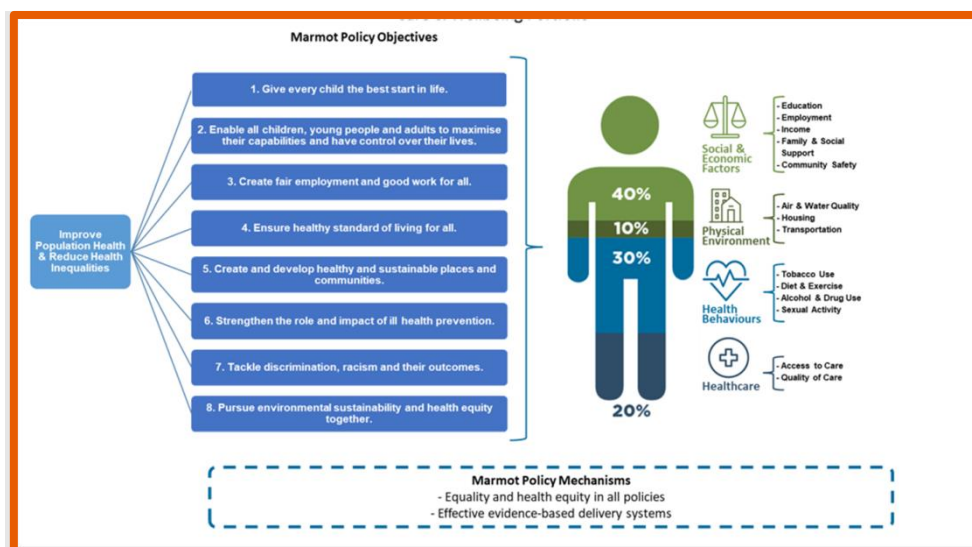 Marmot Policy Objectives
Improve
Population Health
& Reduce Health
Inequalities
1. Give every child the best start in life.
2. Enable all children, young people and adults to maximise
their capabilities and have control over their lives.
3. Create fair employment and good work for all.
4. Ensure healthy standard of living for all.
5. Create and develop healthy and sustainable places and
communities.
6. Strengthen the role and impact of ill health prevention.
7. Tackle discrimination, racism and their outcomes.
8. Pursue environmental sustainability and health equity
together.
40%
10%
30%
20%
Social &
Economic
Factors
- Education
- Employment
- Income
- Family & Social
Support
- Community Safety
Physical
Environment
- Air & Water Quality
- Housing
- Transportation
Health
Behaviours
- Tobacco Use
- Diet & Exercise
- Alcohol & Drug Use
- Sexual Activity
Healthcare
- Access to Care
- Quality of Care
Marmot Policy Mechanisms
- Equality and health equity in all policies
- Effective evidence-based delivery systems